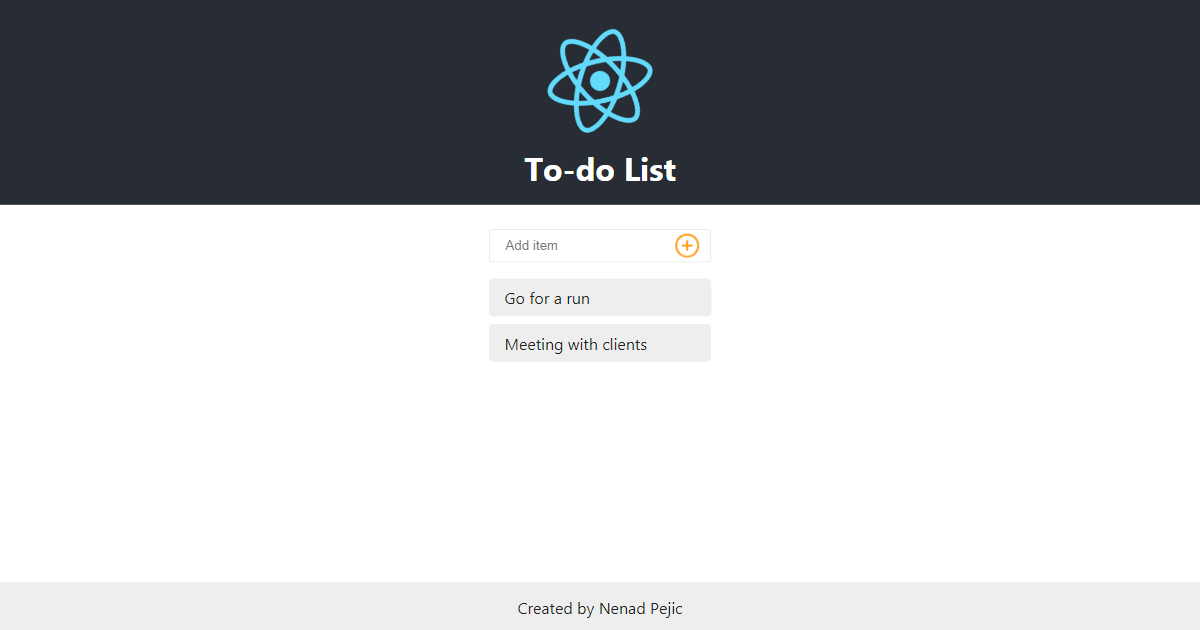 To-do List
Add item
Go for a run
Meeting with clients
Created by Nenad Pejic